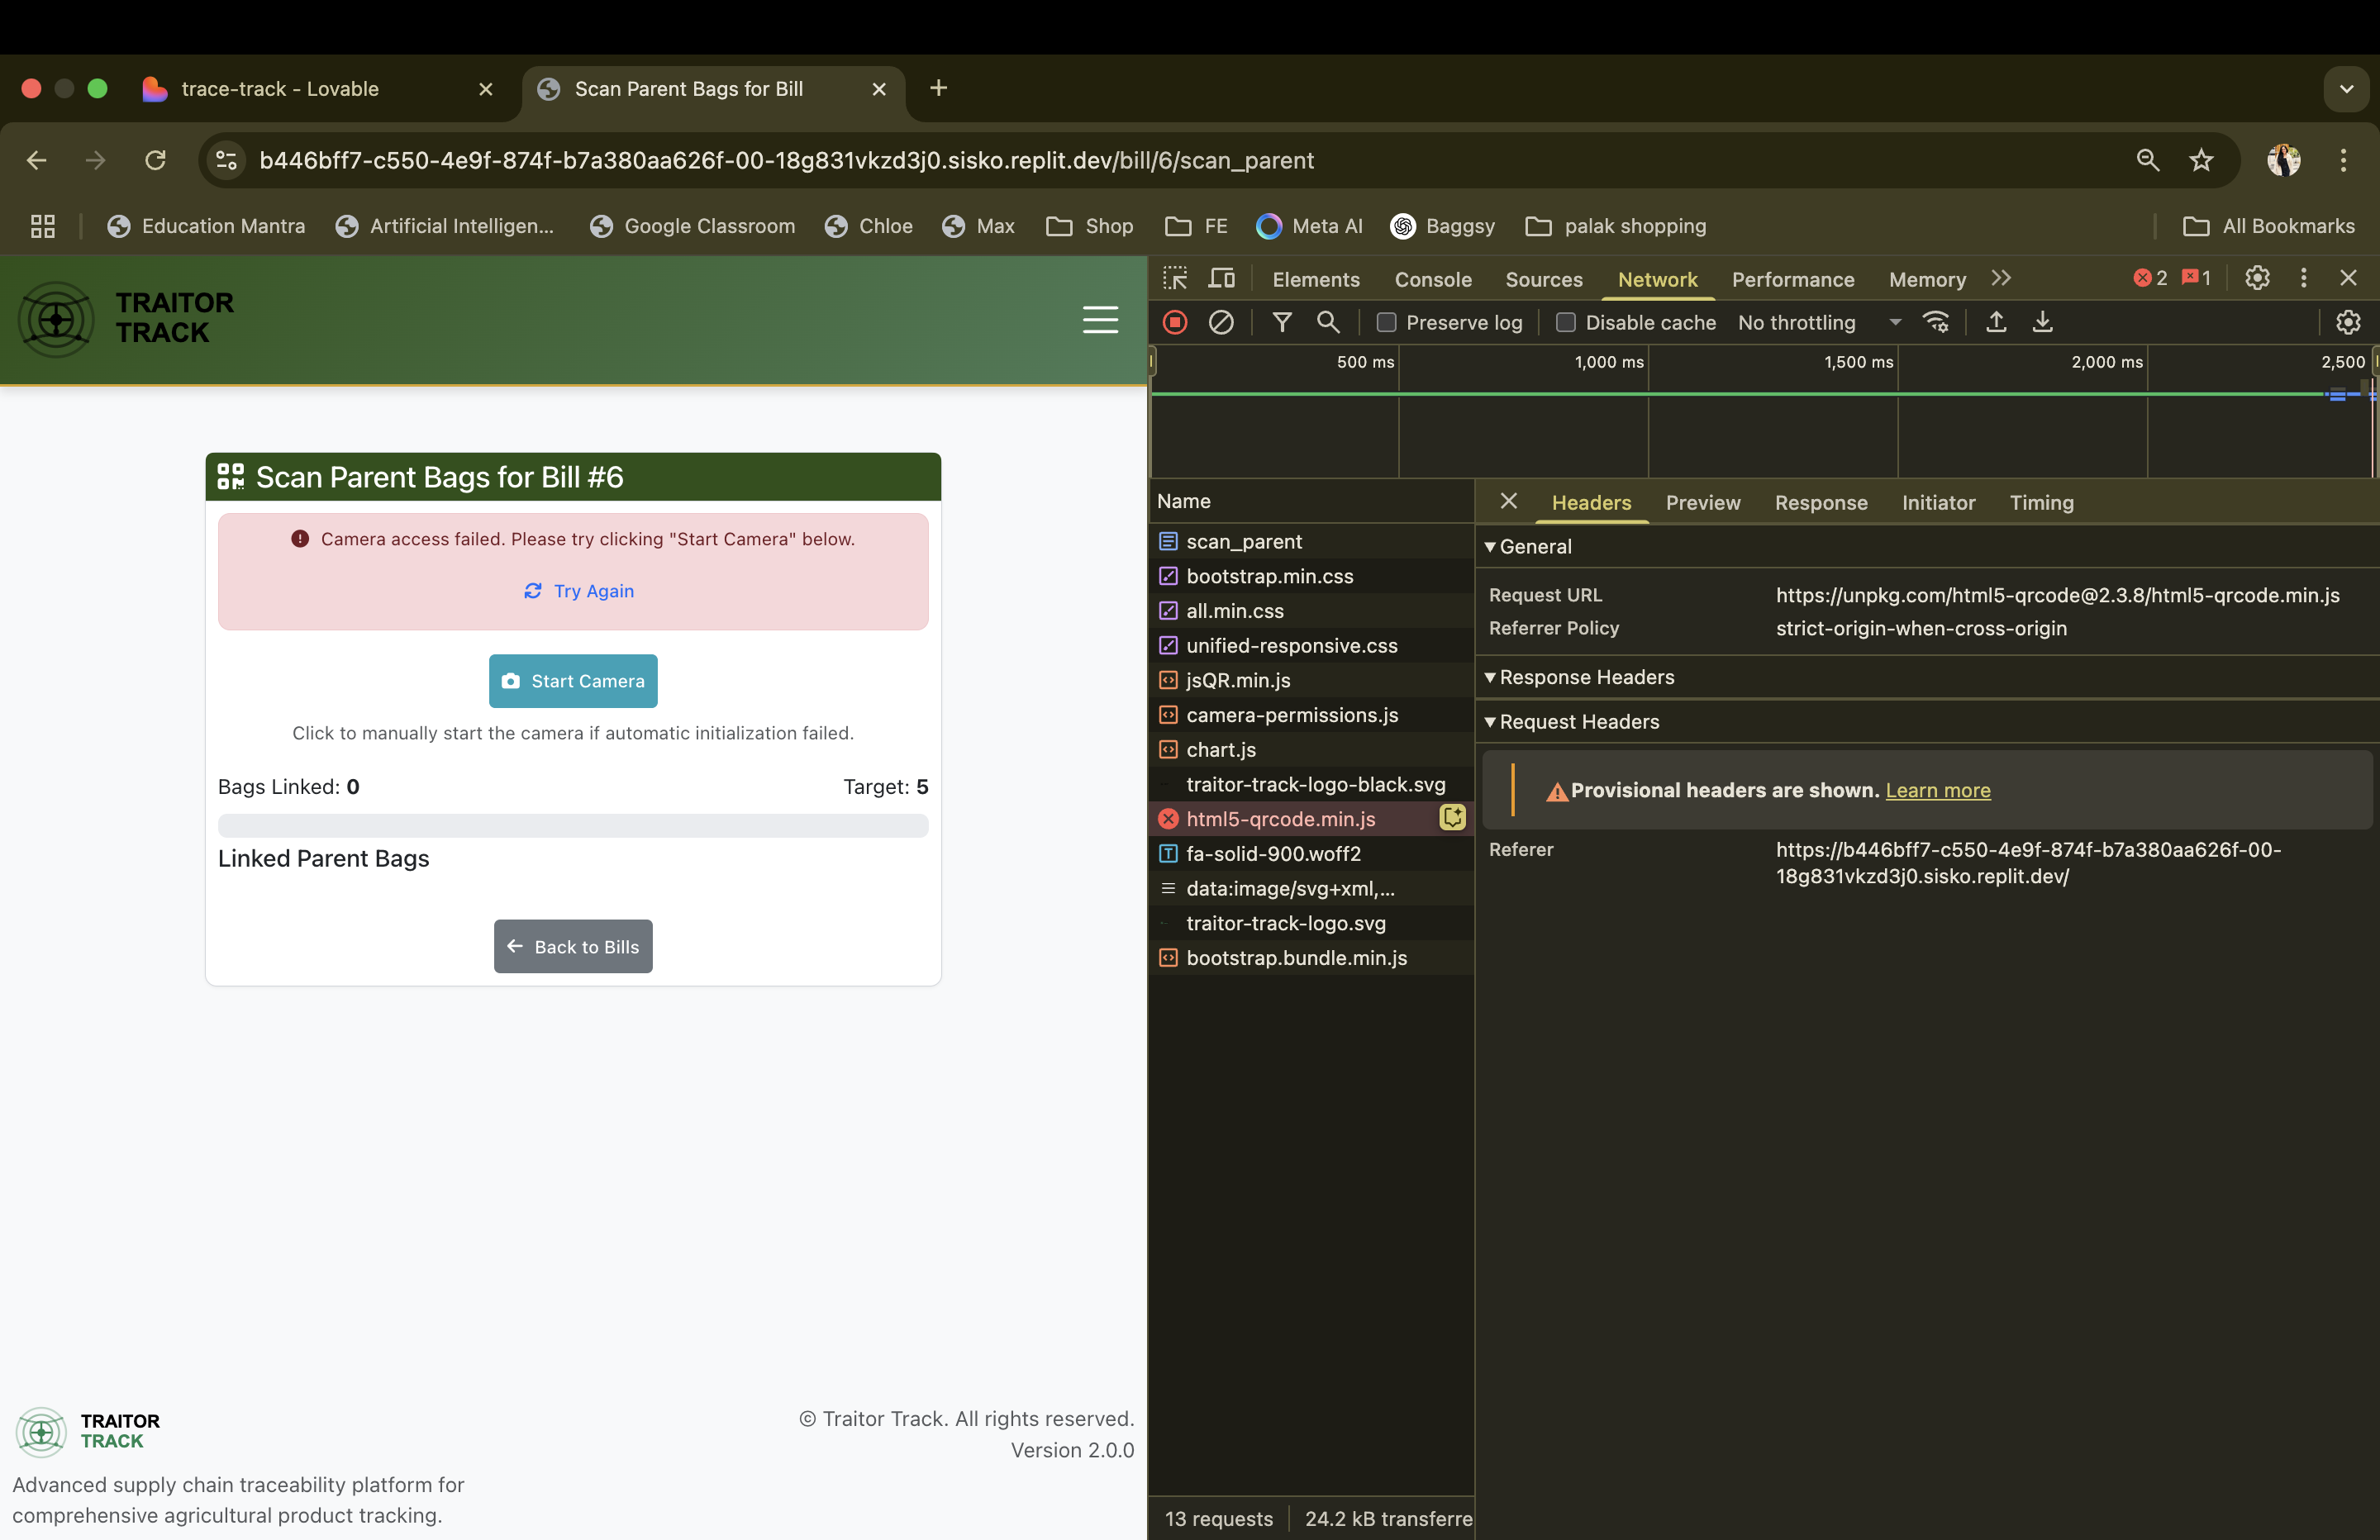 trace-track - Lovable
Scan Parent Bags for Bill
b446bff7-c550-4e9f-874f-b7a380aa626f-00-18g831vkzd3j0.sisko.replit.dev/bill/6/scan_parent
Education Mantra
Artificial Intelligen...
Google Classroom
Chloe
Max
Shop
FE
Meta AI
Baggsy
palak shopping
All Bookmarks
TRAITOR
TRACK
Scan Parent Bags for Bill #6
Camera access failed. Please try clicking "Start Camera" below.
Try Again
Start Camera
Click to manually start the camera if automatic initialization failed.
Bags Linked: 0
Target: 5
Linked Parent Bags
Back to Bills
TRAITOR
TRACK
© Traitor Track. All rights reserved.
Version 2.0.0
Advanced supply chain traceability platform for
comprehensive agricultural product tracking.
Elements
Console
Sources
Network
Performance
Memory
2
1
Preserve log
Disable cache
No throttling
500 ms
1,000 ms
1,500 ms
2,000 ms
2,500
Name
scan_parent
bootstrap.min.css
all.min.css
unified-responsive.css
jsQR.min.js
camera-permissions.js
chart.js
traitor-track-logo-black.svg
html5-qrcode.min.js
fa-solid-900.woff2
data:image/svg+xml,...
traitor-track-logo.svg
bootstrap.bundle.min.js
13 requests
24.2 kB transferre
Headers
Preview
Response
Initiator
Timing
General
Request URL
https://unpkg.com/html5-qrcode@2.3.8/html5-qrcode.min.js
Referrer Policy
strict-origin-when-cross-origin
Response Headers
Request Headers
Provisional headers are shown. Learn more
Referer
https://b446bff7-c550-4e9f-874f-b7a380aa626f-00-
18g831vkzd3j0.sisko.replit.dev/